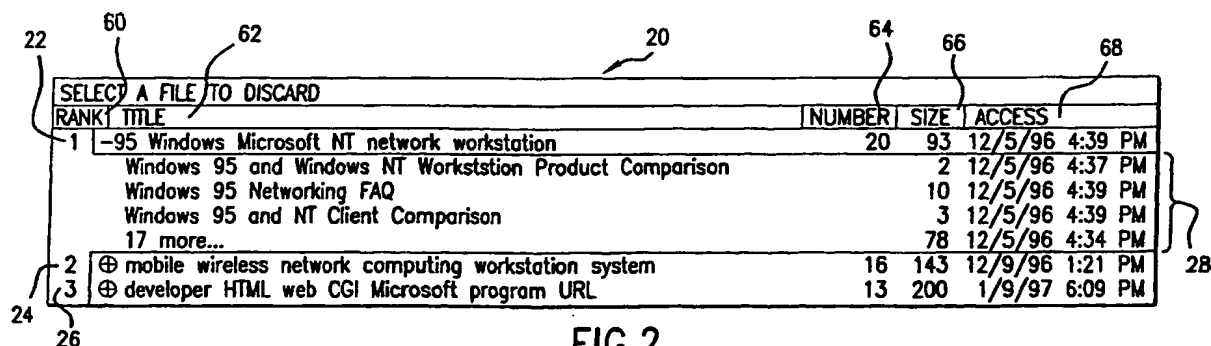 60 62 20 64 66 68
22
SELECT A FILE TO DISCARD
RANK TITLE NUMBER SIZE ACCESS
1 –95 Windows Microsoft NT network workstation 20 93 12/5/96 4:39 PM
Windows 95 and Windows NT Workststion Product Comparison 2 12/5/96 4:37 PM
Windows 95 Networking FAQ 10 12/5/96 4:39 PM
Windows 95 and NT Client Comparison 3 12/5/96 4:39 PM
17 more... 78 12/5/96 4:34 PM
28
2 ⊕ mobile wireless network computing workstation system 16 143 12/9/96 1:21 PM
3 ⊕ developer HTML web CGI Microsoft program URL 13 200 1/9/97 6:09 PM
24
26
FIG.2